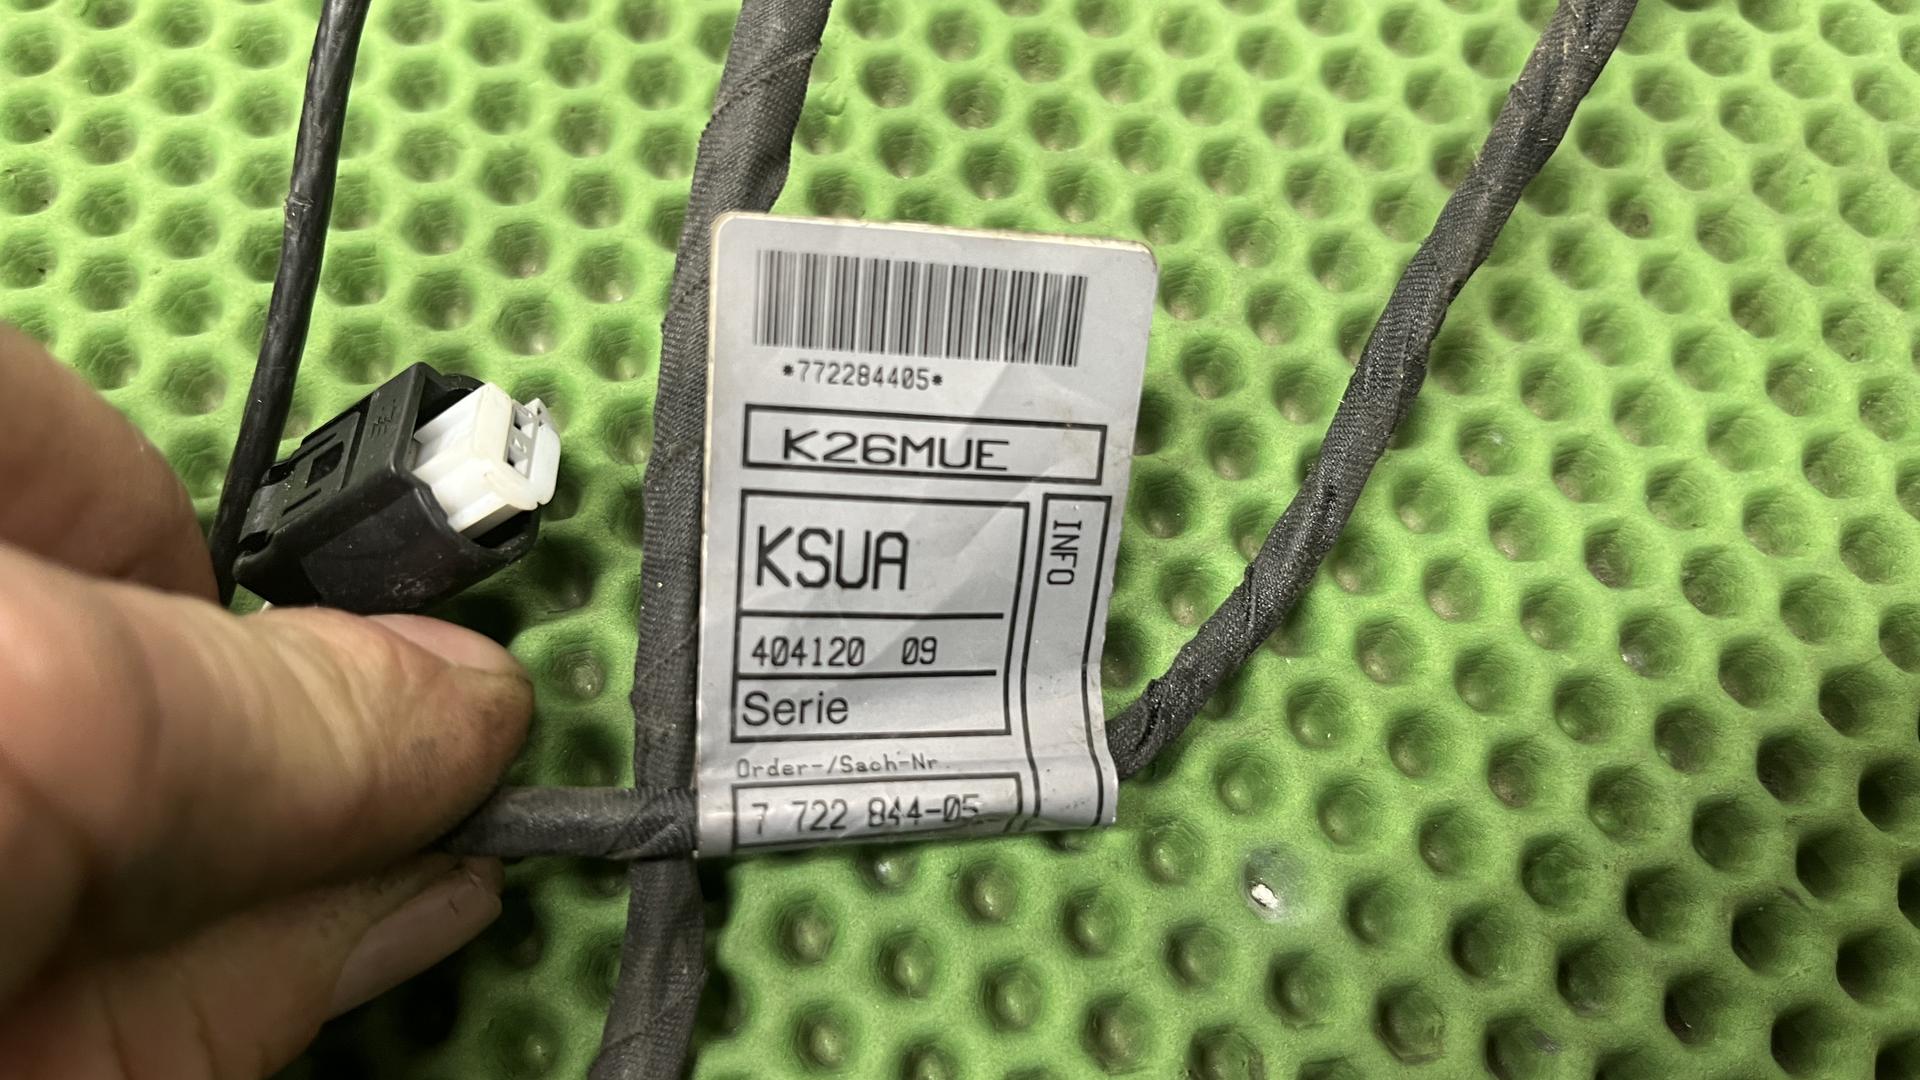 *772284405*
K26MUE
KSUA
INFO
404120 09
Serie
Order-/Sach-Nr.
7 722 844-05